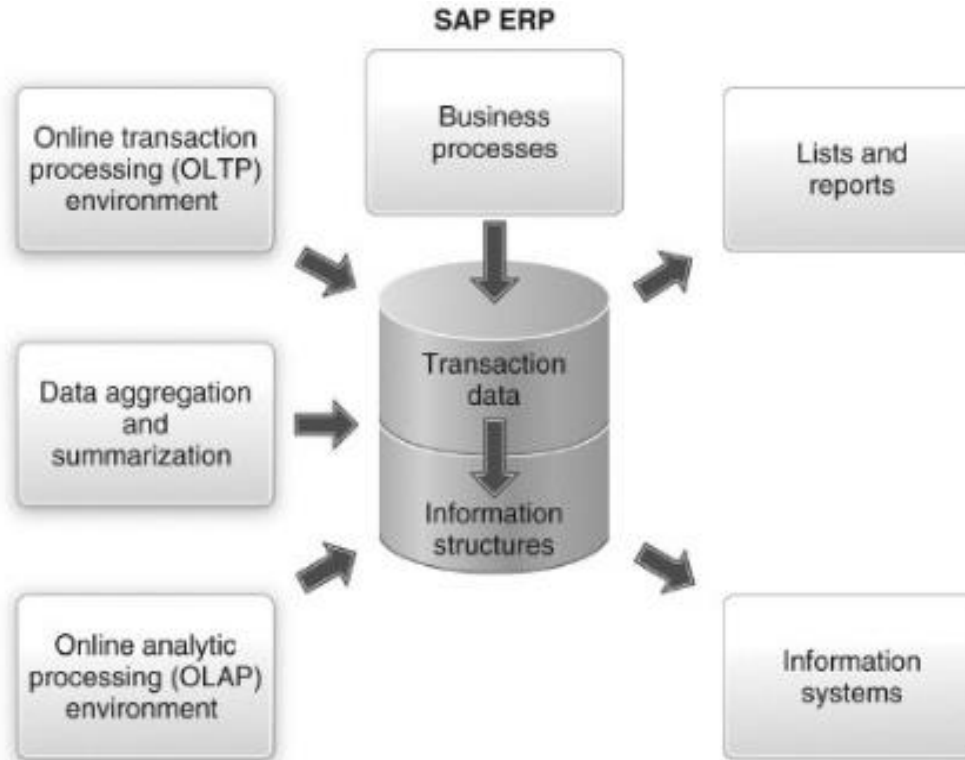 SAP ERP
Business
processes
Online transaction
processing (OLTP)
environment
Lists and
reports
Transaction
data
Data aggregation
and
summarization
Information
structures
Online analytic
processing (OLAP)
environment
Information
systems